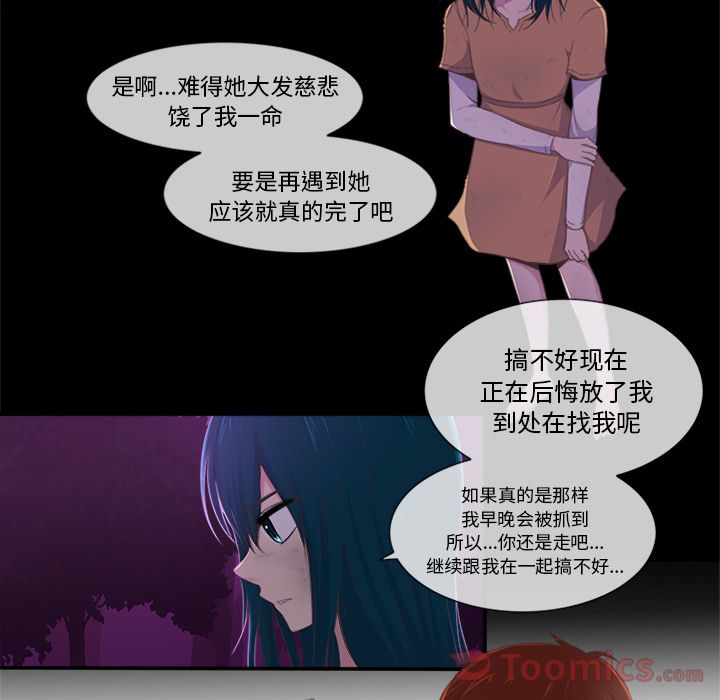 是啊...难得她大发慈悲
饶了我一命
要是再遇到她
应该就真的完了吧
搞不好现在
正在后悔放了我
到处在找我呢
如果真的是那样
我早晚会被抓到
所以...你还是走吧...
继续跟我在一起搞不好...
Toomics.com